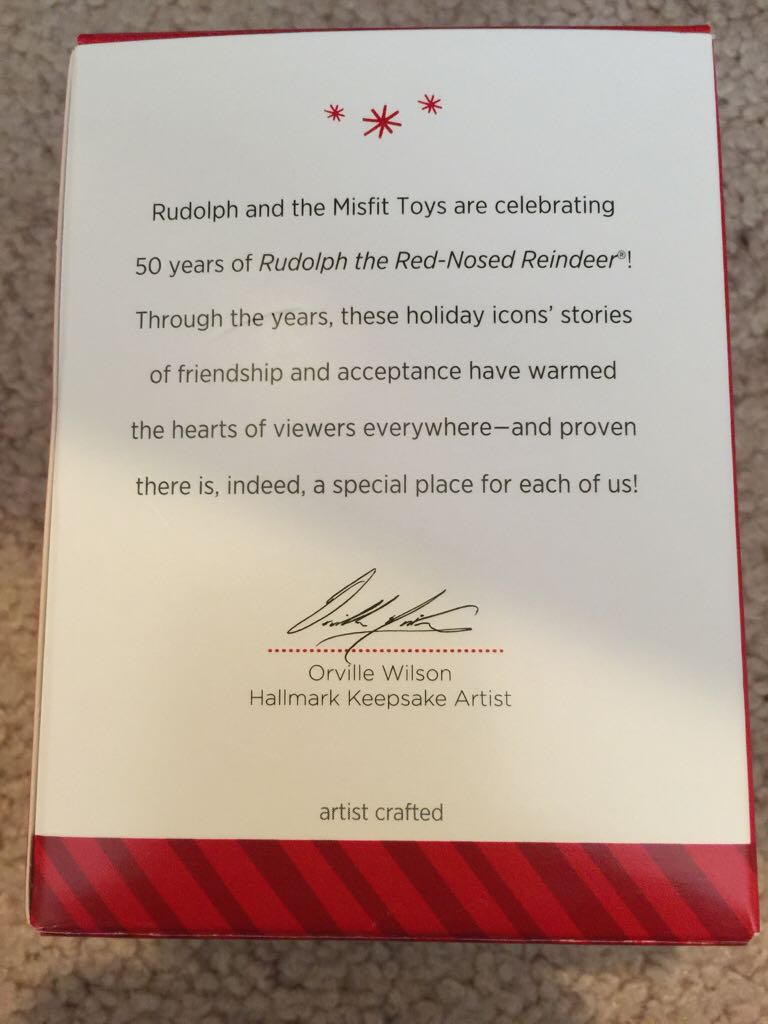 Rudolph and the Misfit Toys are celebrating
50 years of Rudolph the Red-Nosed Reindeer®!
Through the years, these holiday icons' stories
of friendship and acceptance have warmed
the hearts of viewers everywhere—and proven
there is, indeed, a special place for each of us!
Orville Wilson
Orville Wilson
Hallmark Keepsake Artist
artist crafted